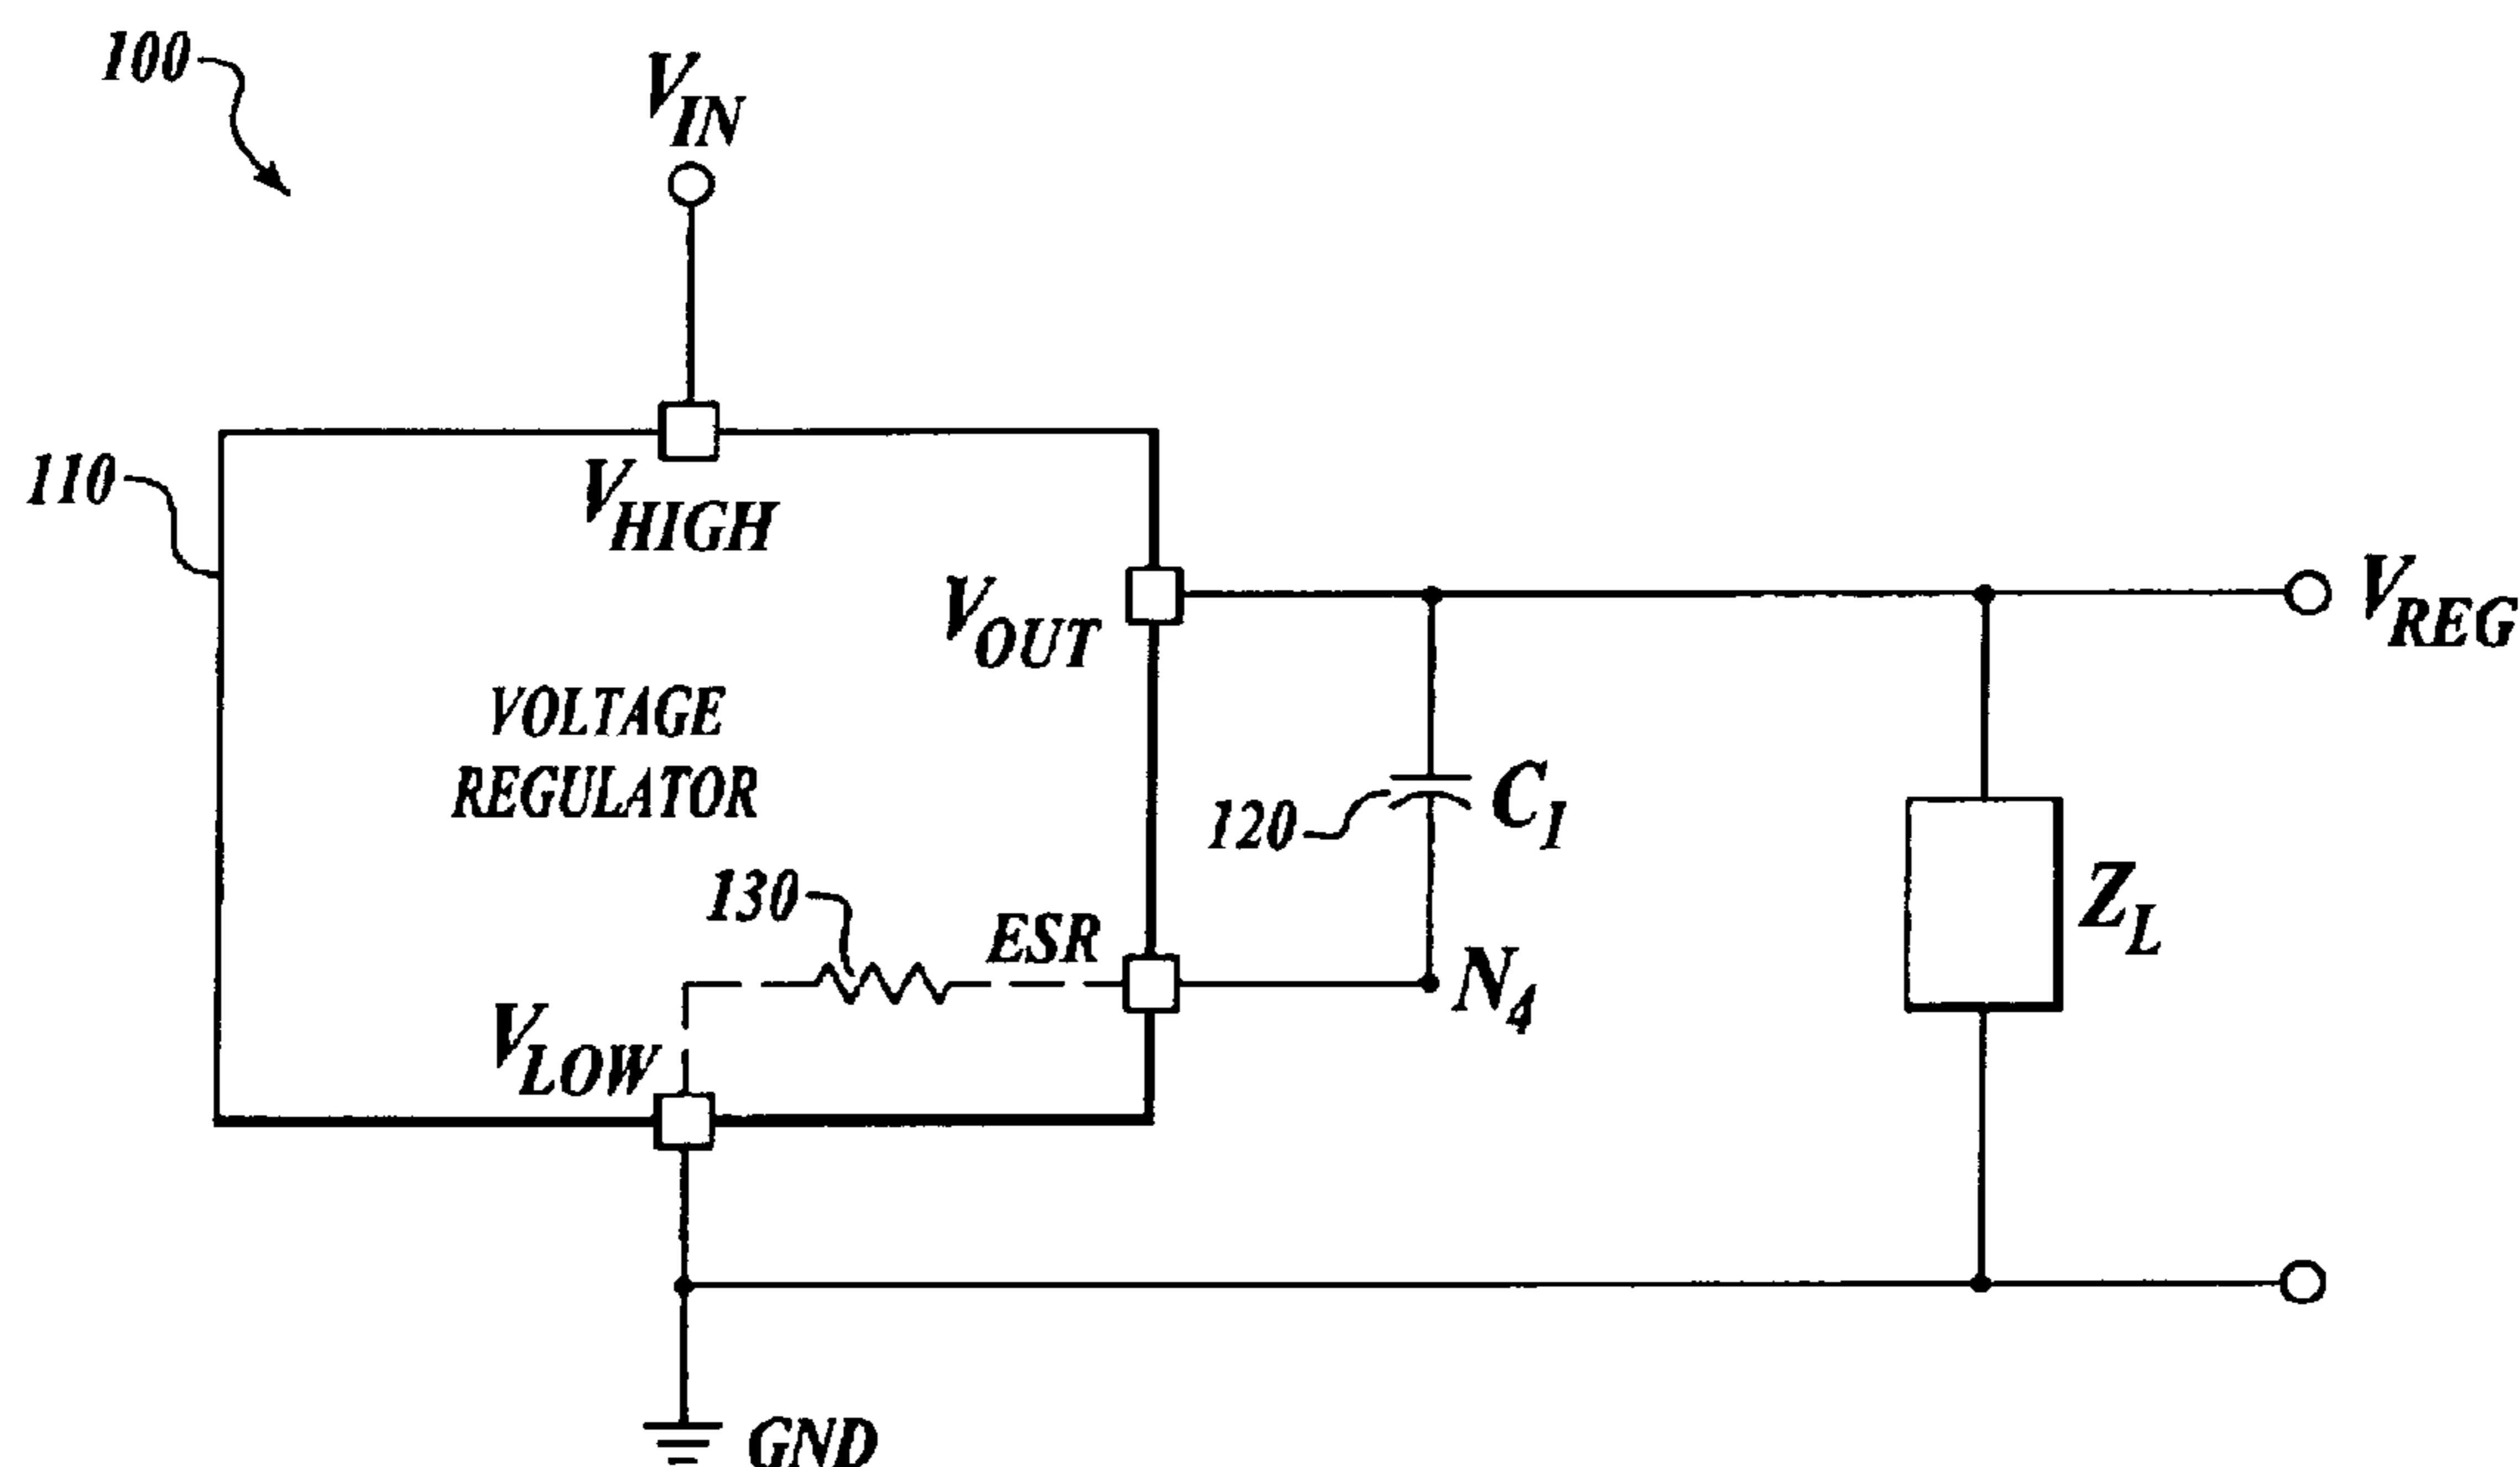 100
V_IN
110
V_HIGH
V_OUT
V_REG
VOLTAGE
REGULATOR
120
C_1
130
ESR
N_4
Z_L
V_LOW
GND